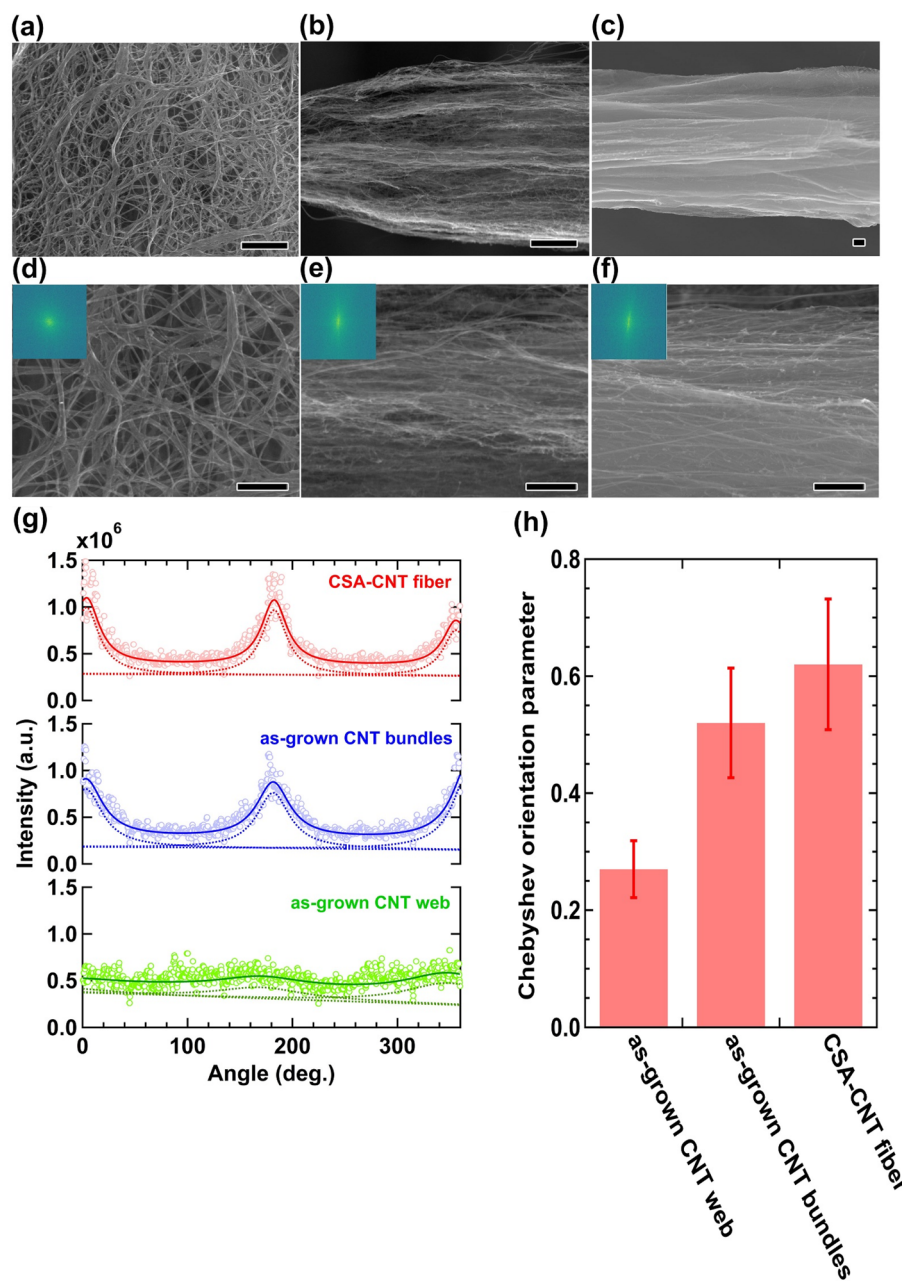 (a)
(b)
(c)
(d)
(e)
(f)
(g)
x10^6
1.5
1.0
0.5
0.0
CSA-CNT fiber
1.5
1.0
0.5
0.0
as-grown CNT bundles
1.5
1.0
0.5
0.0
as-grown CNT web
Intensity (a.u.)
0
100
200
300
Angle (deg.)
(h)
0.8
0.6
0.4
0.2
0.0
Chebyshev orientation parameter
as-grown CNT web
as-grown CNT bundles
CSA-CNT fiber